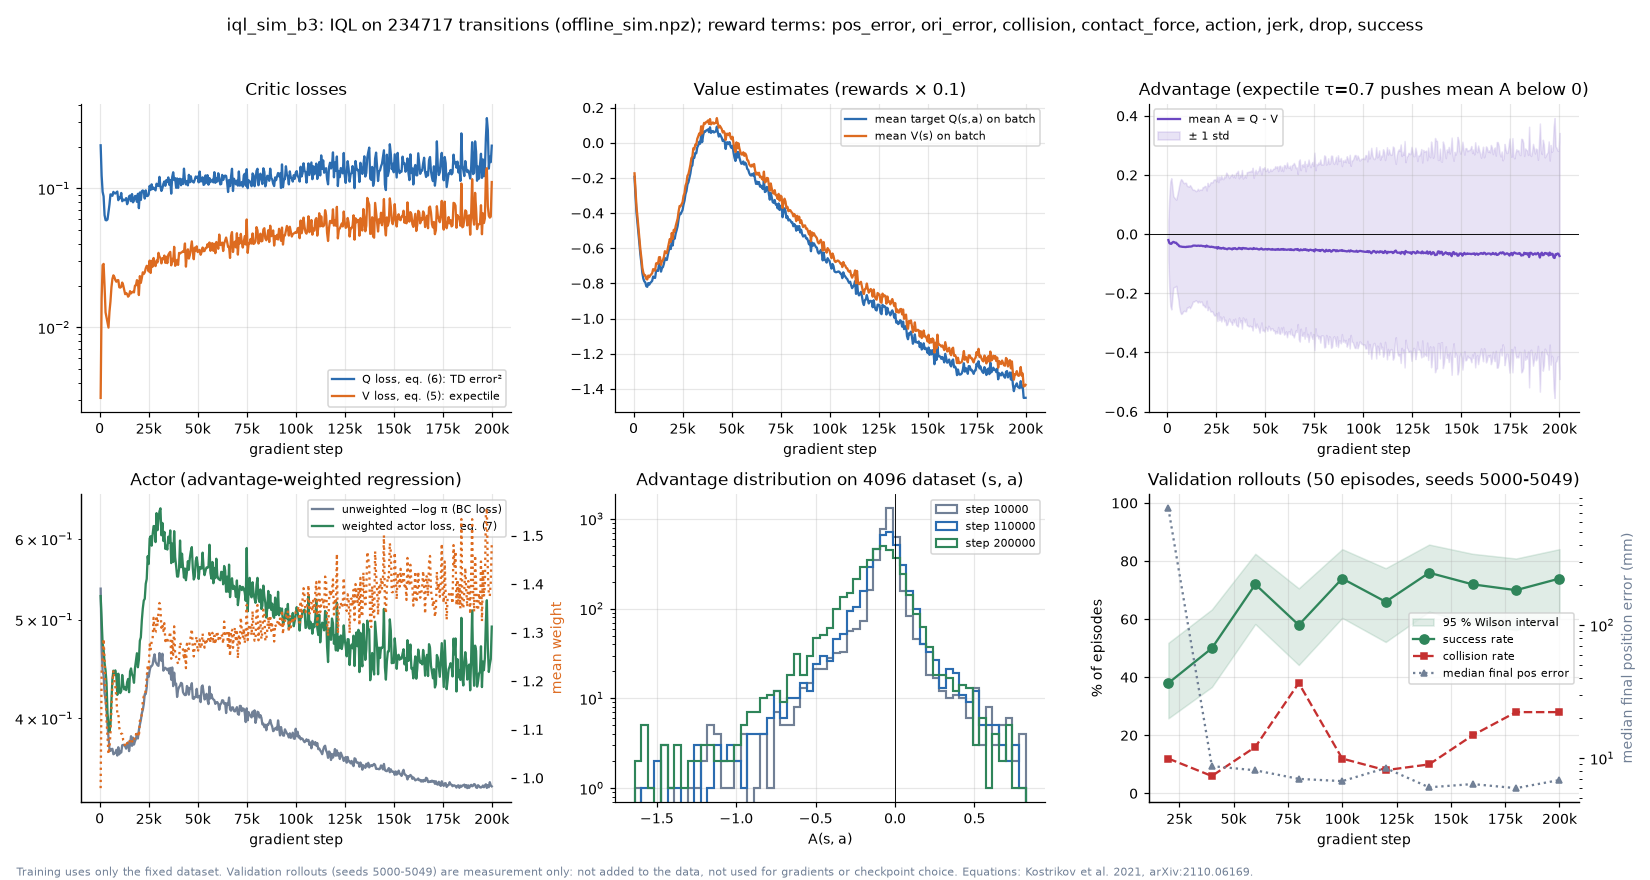 iql_sim_b3: IQL on 234717 transitions (offline_sim.npz); reward terms: pos_error, ori_error, collision, contact_force, action, jerk, drop, success
Critic losses
10⁻¹
10⁻²
Q loss, eq. (6): TD error²
V loss, eq. (5): expectile
0 25k 50k 75k 100k 125k 150k 175k 200k
gradient step
Value estimates (rewards × 0.1)
0.2
0.0
−0.2
−0.4
−0.6
−0.8
−1.0
−1.2
−1.4
mean target Q(s,a) on batch
mean V(s) on batch
0 25k 50k 75k 100k 125k 150k 175k 200k
gradient step
Advantage (expectile τ=0.7 pushes mean A below 0)
0.4
0.2
0.0
−0.2
−0.4
−0.6
mean A = Q - V
± 1 std
0 25k 50k 75k 100k 125k 150k 175k 200k
gradient step
Actor (advantage-weighted regression)
6 × 10⁻¹
5 × 10⁻¹
4 × 10⁻¹
unweighted −log π (BC loss)
weighted actor loss, eq. (7)
1.5
1.4
1.3
1.2
1.1
1.0
mean weight
0 25k 50k 75k 100k 125k 150k 175k 200k
gradient step
Advantage distribution on 4096 dataset (s, a)
10³
10²
10¹
10⁰
step 10000
step 110000
step 200000
−1.5 −1.0 −0.5 0.0 0.5
A(s, a)
Validation rollouts (50 episodes, seeds 5000-5049)
% of episodes
100
80
60
40
20
0
95 % Wilson interval
success rate
collision rate
median final pos error
10²
10¹
median final position error (mm)
25k 50k 75k 100k 125k 150k 175k 200k
gradient step
Training uses only the fixed dataset. Validation rollouts (seeds 5000-5049) are measurement only: not added to the data, not used for gradients or checkpoint choice. Equations: Kostrikov et al. 2021, arXiv:2110.06169.